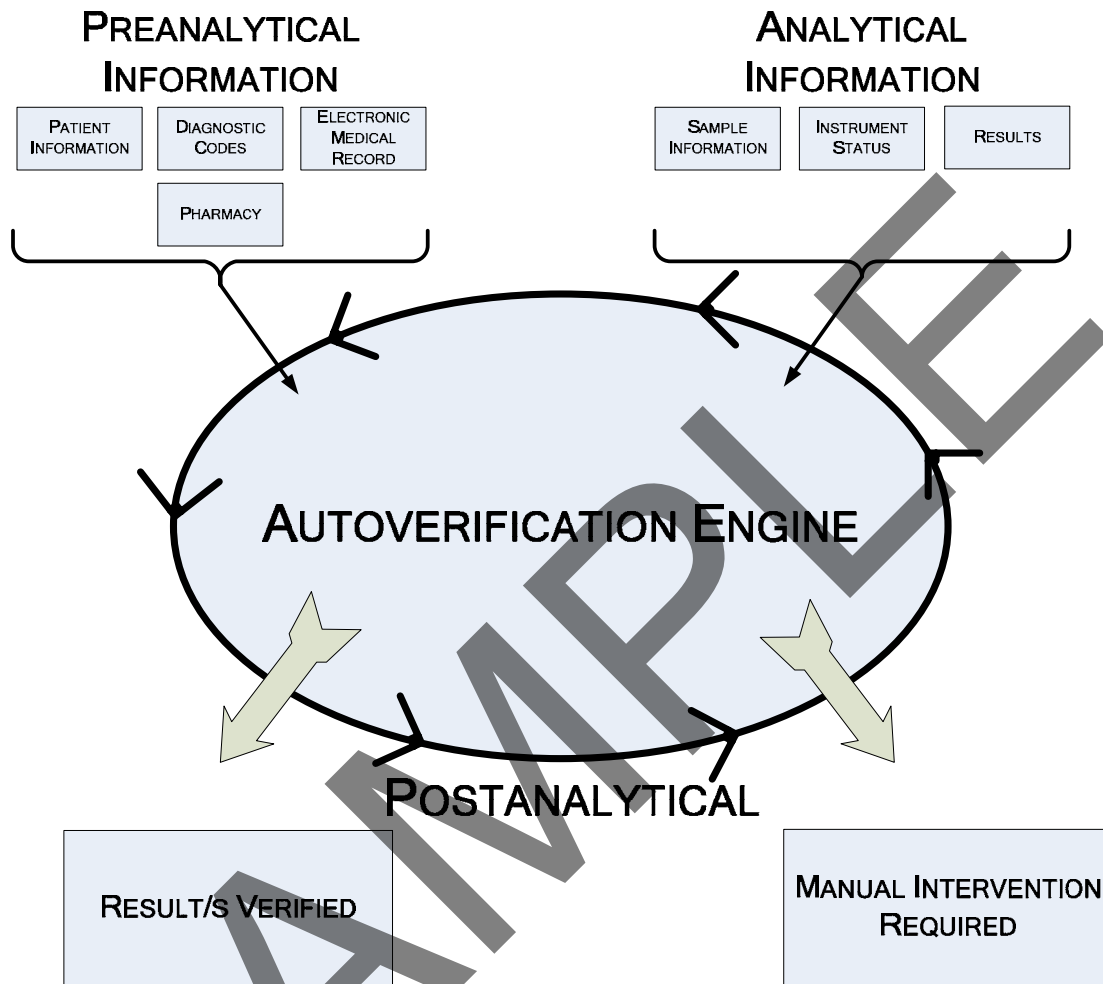 PREANALYTICAL
INFORMATION
PATIENT
INFORMATION
DIAGNOSTIC
CODES
ELECTRONIC
MEDICAL
RECORD
PHARMACY
ANALYTICAL
INFORMATION
SAMPLE
INFORMATION
INSTRUMENT
STATUS
RESULTS
AUTOVERIFICATION ENGINE
POSTANALYTICAL
RESULT/S VERIFIED
MANUAL INTERVENTION
REQUIRED
AMPLE